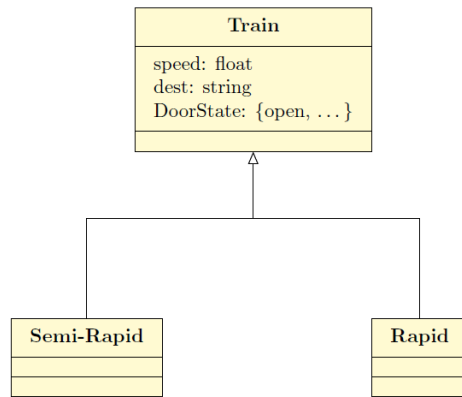 Train
speed: float
dest: string
DoorState: {open, ...}
Semi-Rapid
Rapid